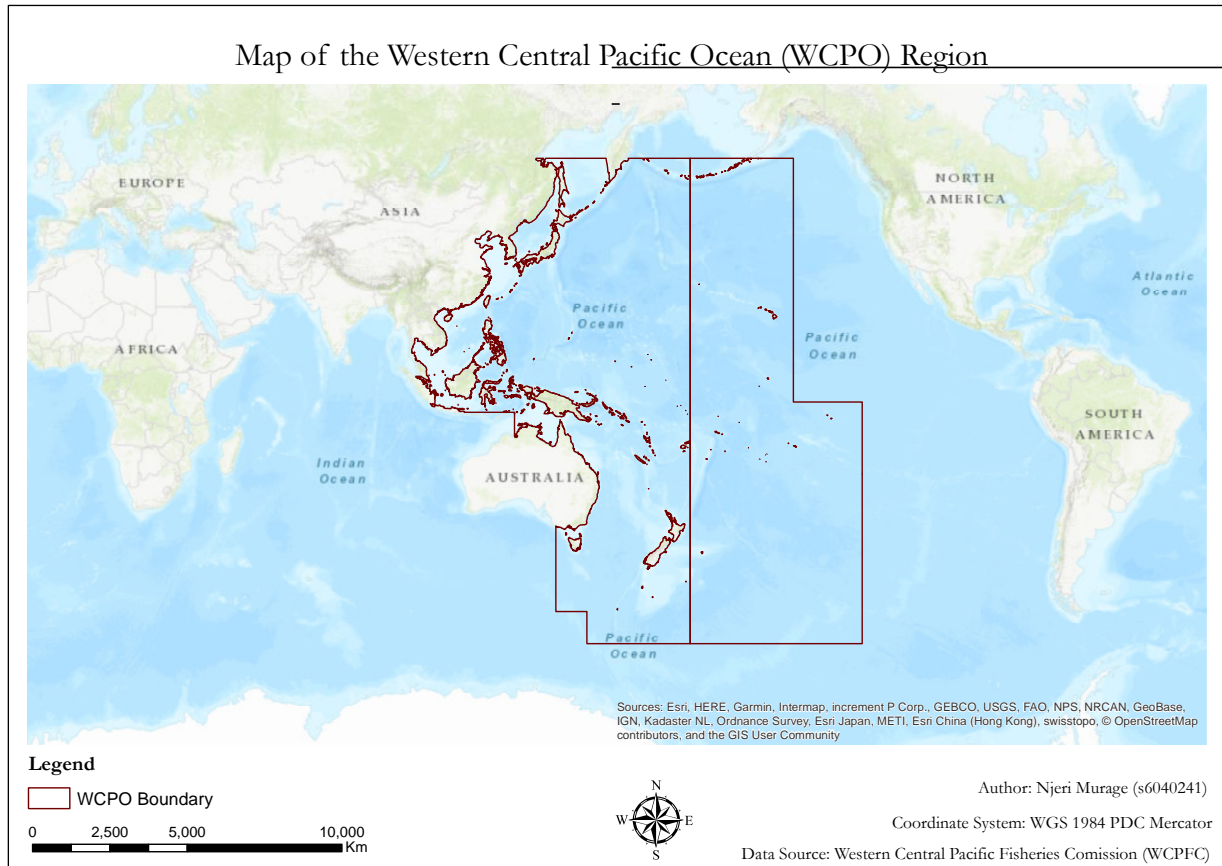 Map of the Western Central Pacific Ocean (WCPO) Region
EUROPE
ASIA
NORTH
AMERICA
Atlantic
Ocean
Pacific
Ocean
Pacific
Ocean
AFRICA
SOUTH
AMERICA
Indian
Ocean
AUSTRALIA
Pacific
Ocean
Sources: Esri, HERE, Garmin, Intermap, increment P Corp., GEBCO, USGS, FAO, NPS, NRCAN, GeoBase,
IGN, Kadaster NL, Ordnance Survey, Esri Japan, METI, Esri China (Hong Kong), swisstopo, © OpenStreetMap
contributors, and the GIS User Community
Legend
WCPO Boundary
0 2,500 5,000 10,000
Km
N
W E
S
Author: Njeri Murage (s6040241)
Coordinate System: WGS 1984 PDC Mercator
Data Source: Western Central Pacific Fisheries Comission (WCPFC)